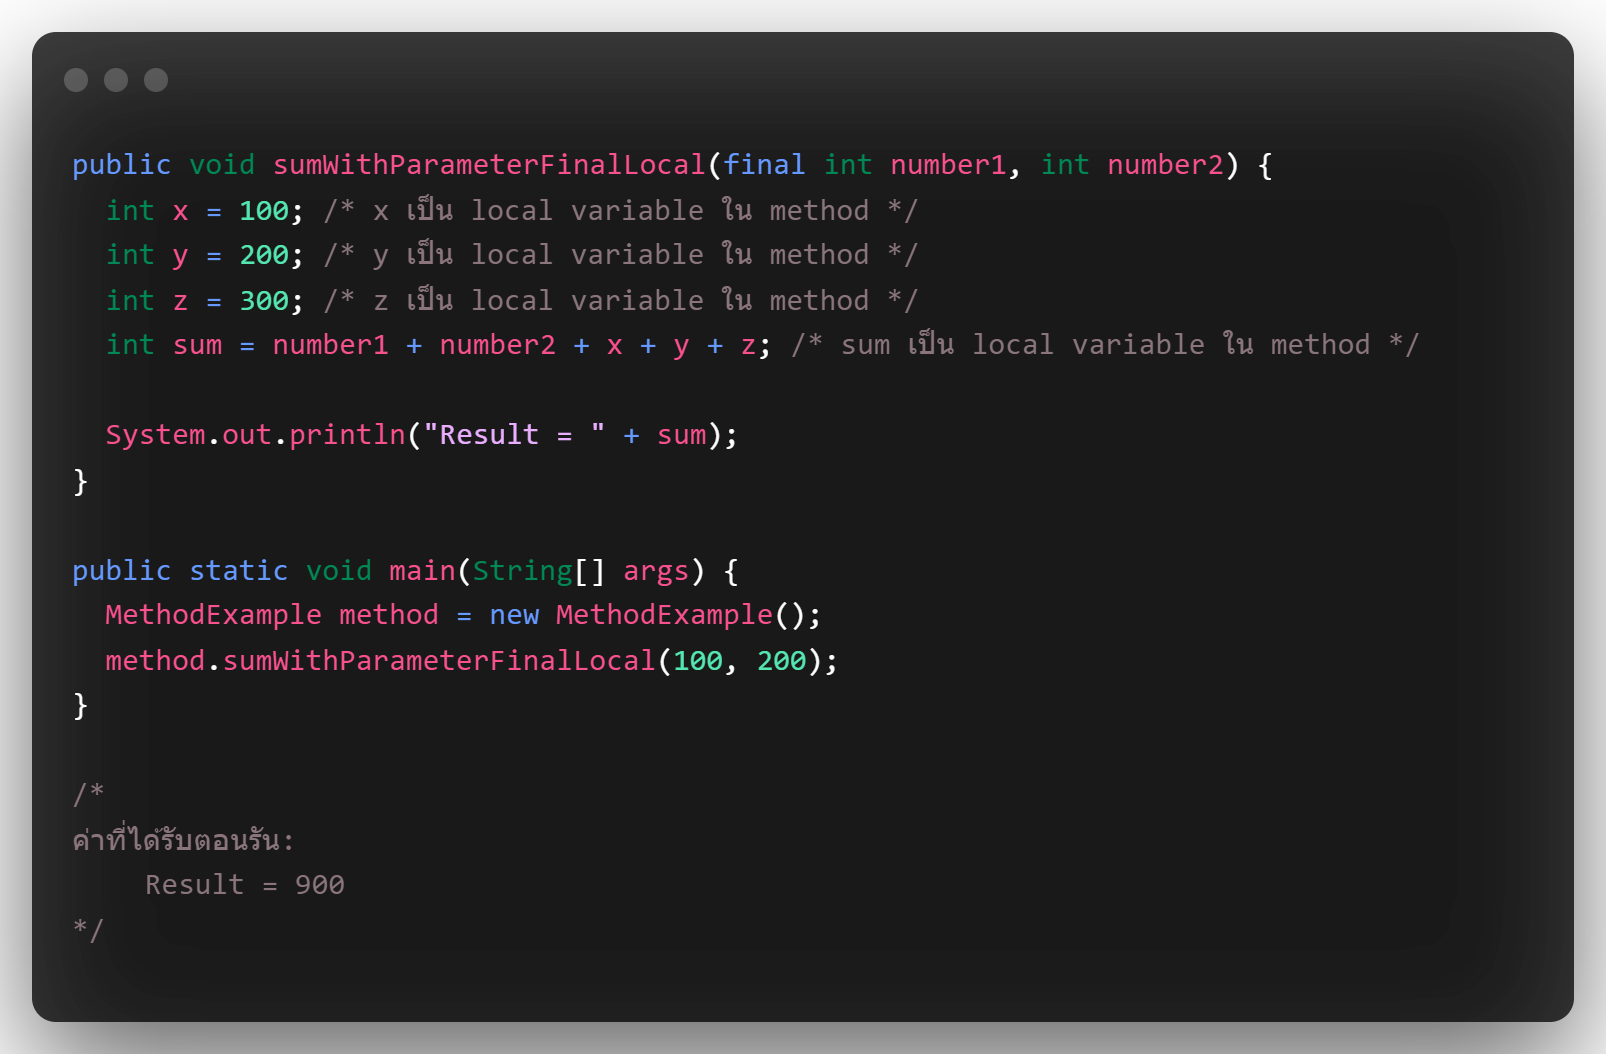 public void sumWithParameterFinalLocal(final int number1, int number2) {
  int x = 100; /* x เป็น local variable ใน method */
  int y = 200; /* y เป็น local variable ใน method */
  int z = 300; /* z เป็น local variable ใน method */
  int sum = number1 + number2 + x + y + z; /* sum เป็น local variable ใน method */

  System.out.println("Result = " + sum);
}

public static void main(String[] args) {
  MethodExample method = new MethodExample();
  method.sumWithParameterFinalLocal(100, 200);
}

/*
ค่าที่ได้รับตอนรัน:
    Result = 900
*/